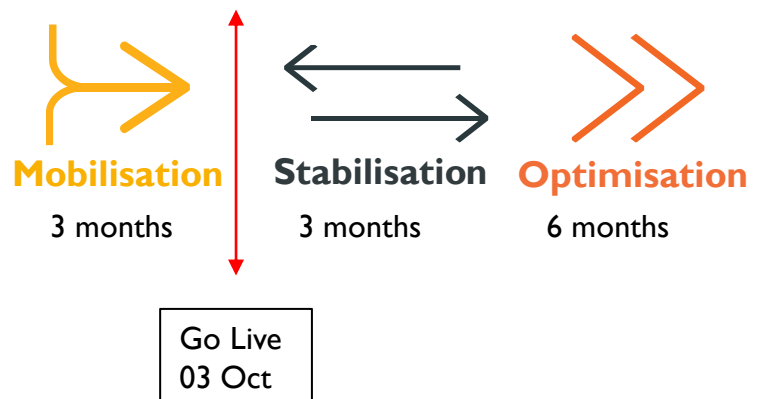 Mobilisation
Stabilisation
Optimisation
3 months
3 months
6 months
Go Live
03 Oct